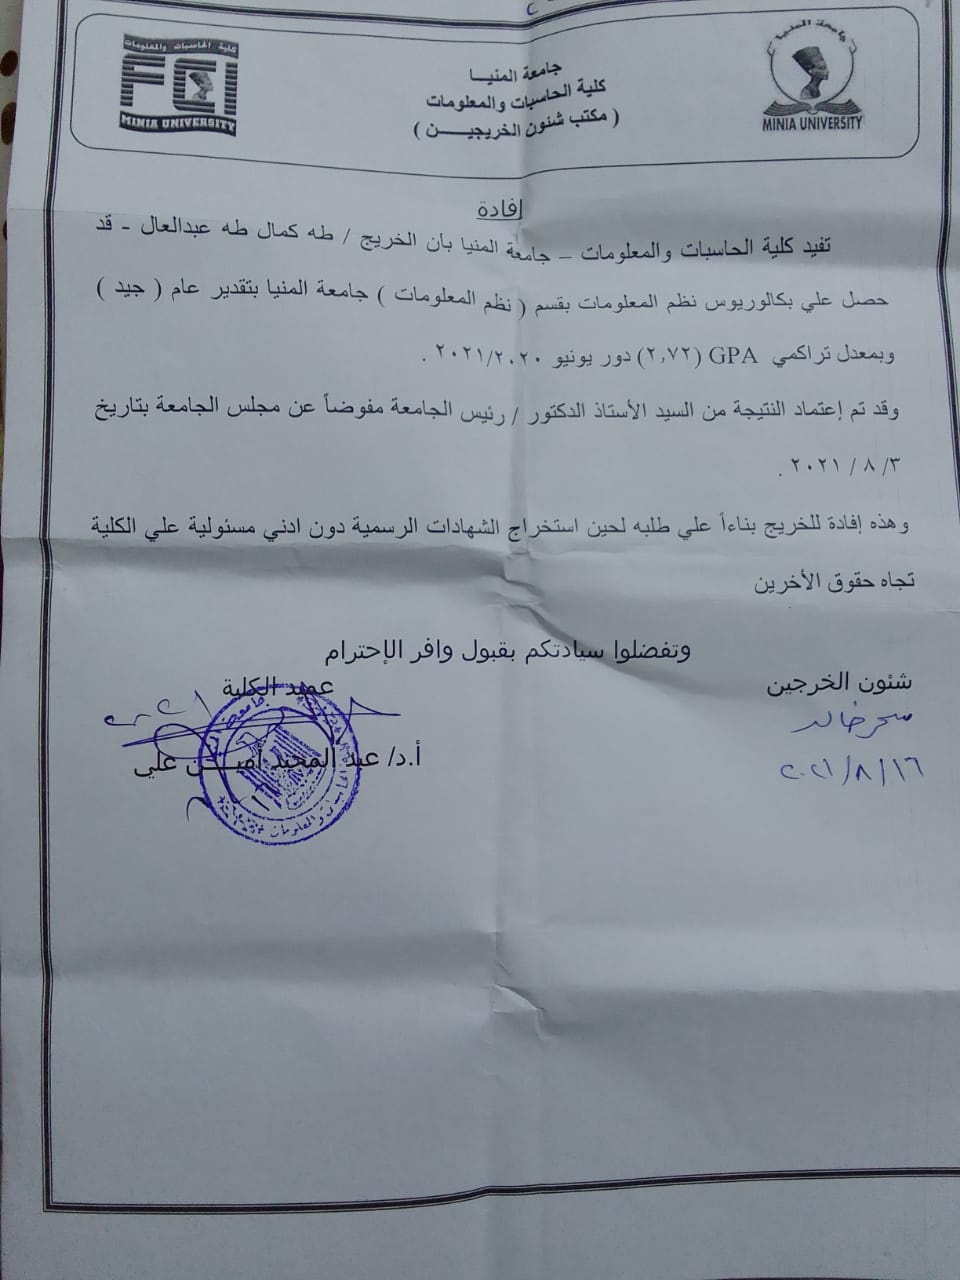 كلية الحاسبات والمعلومات
FCI
MINIA UNIVERSITY
جامعة المنيا
كلية الحاسبات والمعلومات
( مكتب شئون الخريجيـــن )
جامعة المنيا
MINIA UNIVERSITY
إفادة
تفيد كلية الحاسبات والمعلومات – جامعة المنيا بأن الخريج / طه كمال طه عبدالعال - قد
حصل علي بكالوريوس نظم المعلومات بقسم ( نظم المعلومات ) جامعة المنيا بتقدير عام ( جيد )
وبمعدل تراكمي GPA (٢,٧٢) دور يونيو ٢٠٢١/٢٠٢٠ .
وقد تم إعتماد النتيجة من السيد الأستاذ الدكتور / رئيس الجامعة مفوضاً عن مجلس الجامعة بتاريخ
٣/ ٨ / ٢٠٢١ .
وهذه إفادة للخريج بناءاً علي طلبه لحين استخراج الشهادات الرسمية دون ادني مسئولية علي الكلية
تجاه حقوق الأخرين
وتفضلوا سيادتكم بقبول وافر الإحترام
شئون الخرجين
سحر خالد
٢٠٢١/٨/١٦
عميد الكلية
أ.د/ عبد المجيد أميـــن علي